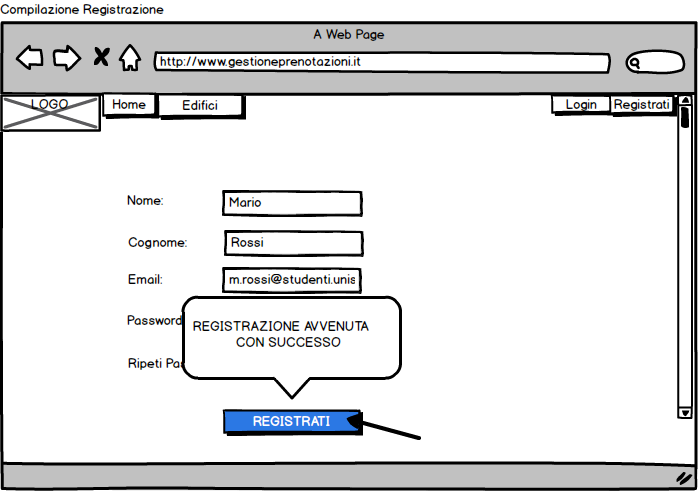 Compilazione Registrazione
A Web Page
http://www.gestioneprenotazioni.it
LOGO Home Edifici Login Registrati
Nome: Mario
Cognome: Rossi
Email: m.rossi@studenti.unis
Password
REGISTRAZIONE AVVENUTA
CON SUCCESSO
Ripeti Pas
REGISTRATI